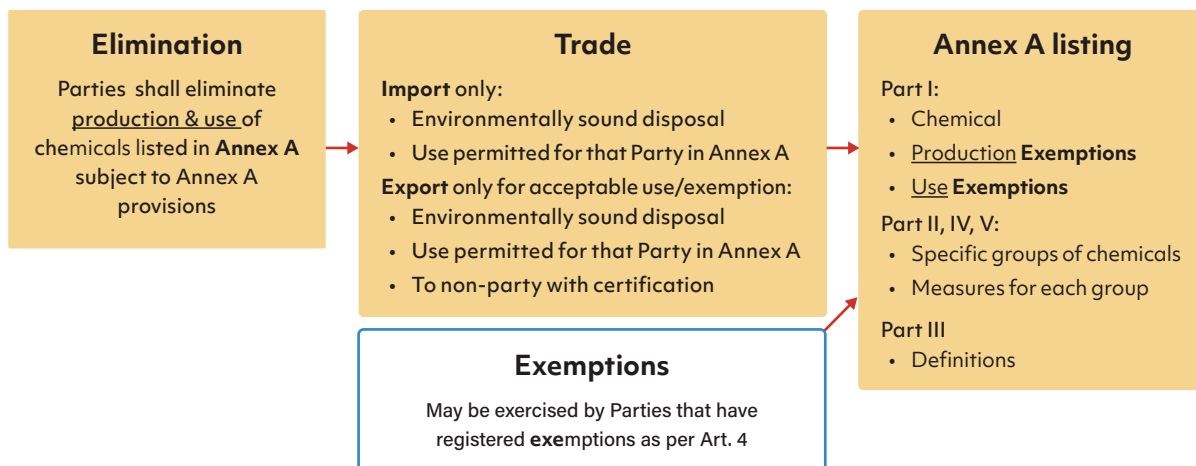 Elimination
Parties shall eliminate
production & use of
chemicals listed in Annex A
subject to Annex A
provisions
Trade
Import only:
• Environmentally sound disposal
• Use permitted for that Party in Annex A
Export only for acceptable use/exemption:
• Environmentally sound disposal
• Use permitted for that Party in Annex A
• To non-party with certification
Exemptions
May be exercised by Parties that have
registered exemptions as per Art. 4
Annex A listing
Part I:
• Chemical
• Production Exemptions
• Use Exemptions
Part II, IV, V:
• Specific groups of chemicals
• Measures for each group
Part III
• Definitions